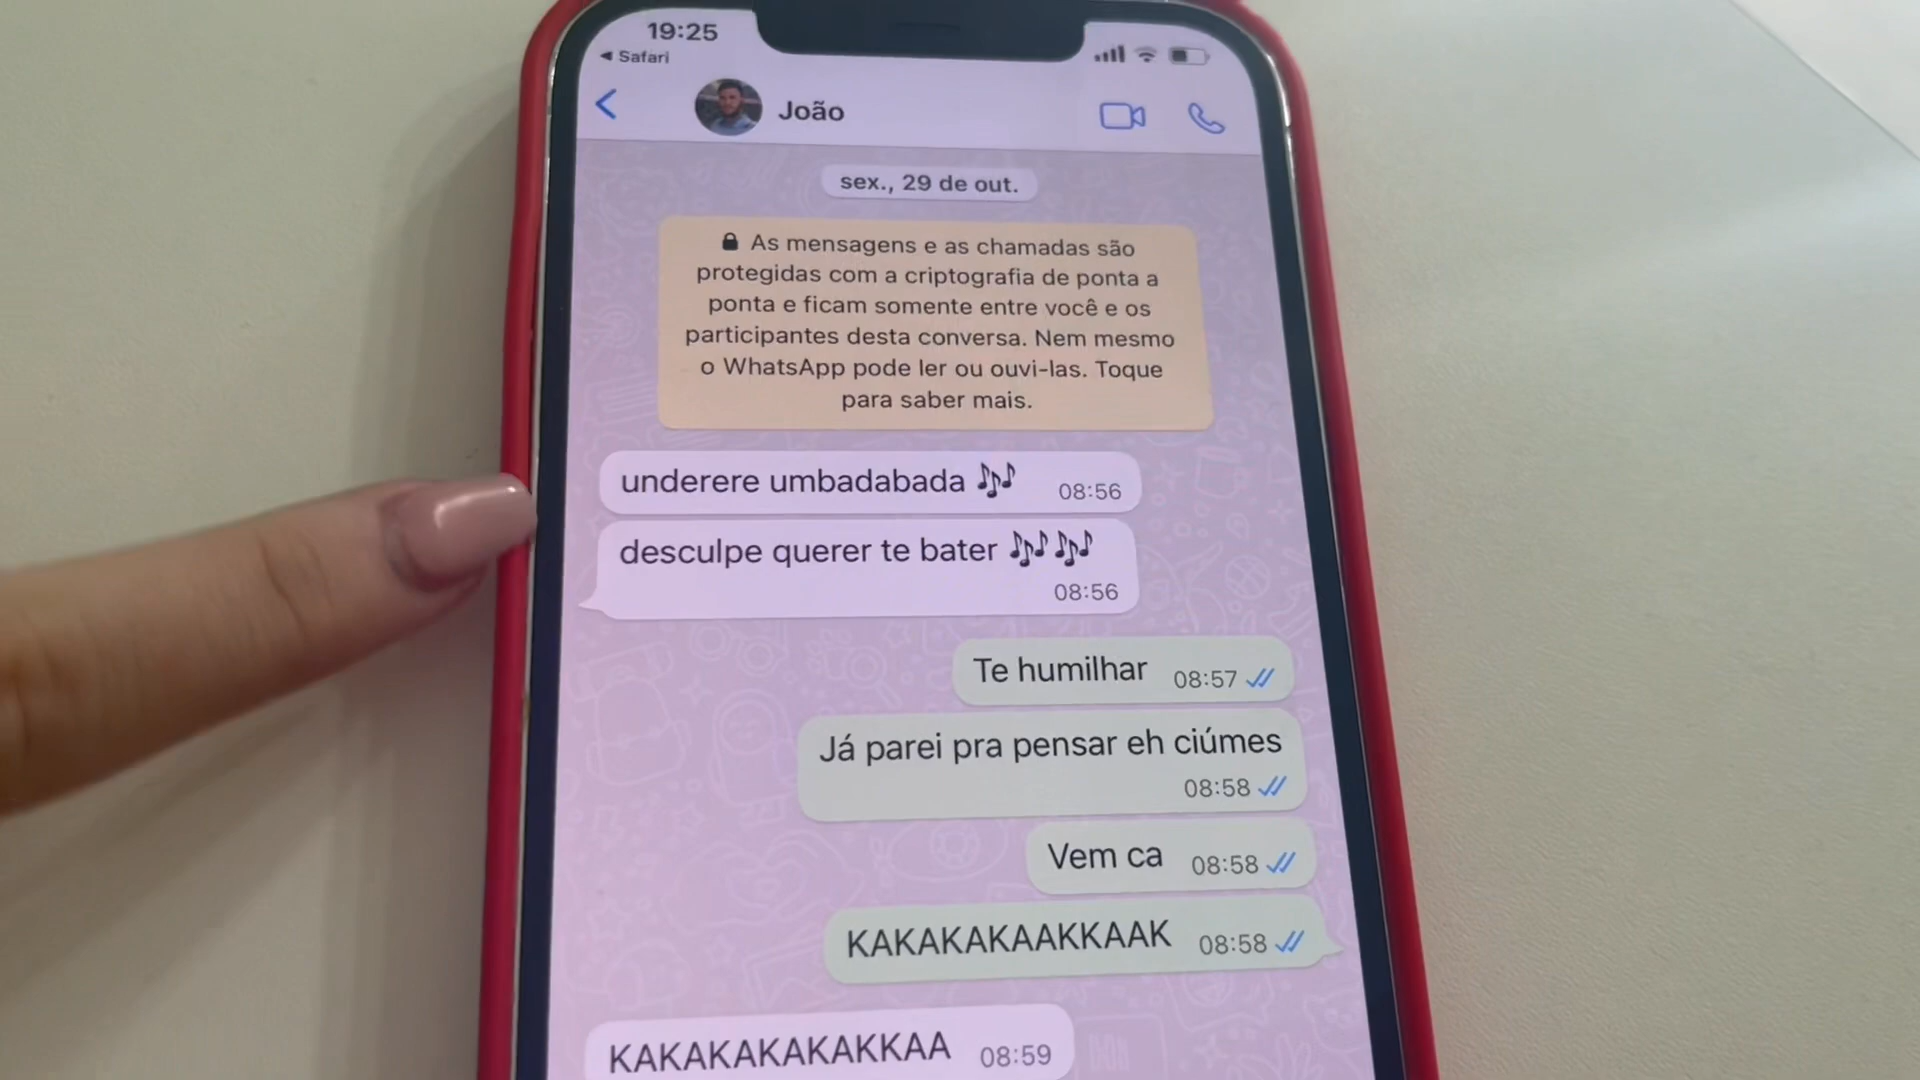 19:25
Safari
João
sex., 29 de out.
As mensagens e as chamadas são
protegidas com a criptografia de ponta a
ponta e ficam somente entre você e os
participantes desta conversa. Nem mesmo
o WhatsApp pode ler ou ouvi-las. Toque
para saber mais.
underere umbadabada 🎶 08:56
desculpe querer te bater 🎶🎶
08:56
Te humilhar 08:57
Já parei pra pensar eh ciúmes
08:58
Vem ca 08:58
KAKAKAKAAKKAAK 08:58
KAKAKAKAKAKKAA 08:59